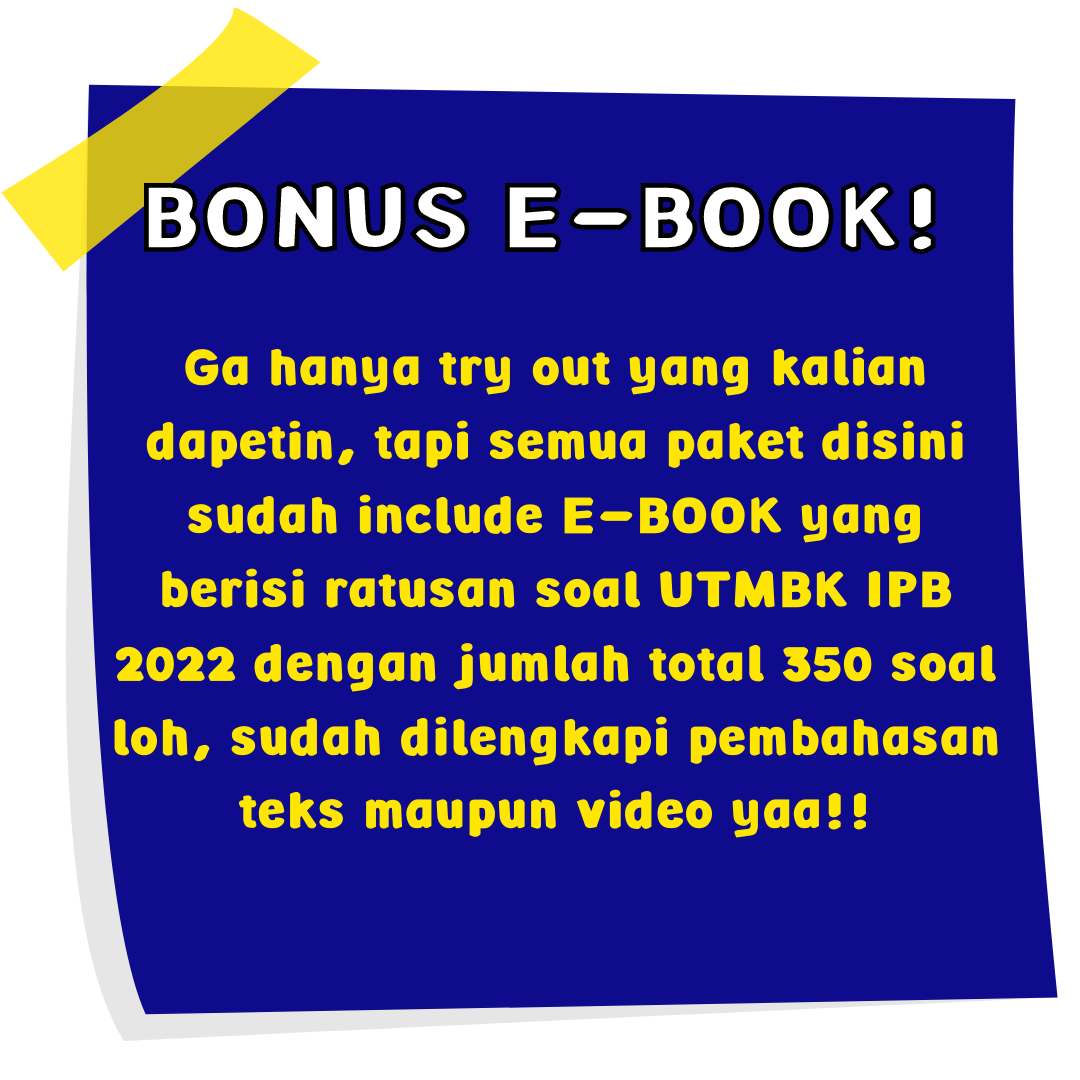 BONUS E-BOOK!
Ga hanya try out yang kalian
dapetin, tapi semua paket disini
sudah include E-BOOK yang
berisi ratusan soal UTMBK IPB
2022 dengan jumlah total 350 soal
loh, sudah dilengkapi pembahasan
teks maupun video yaa!!